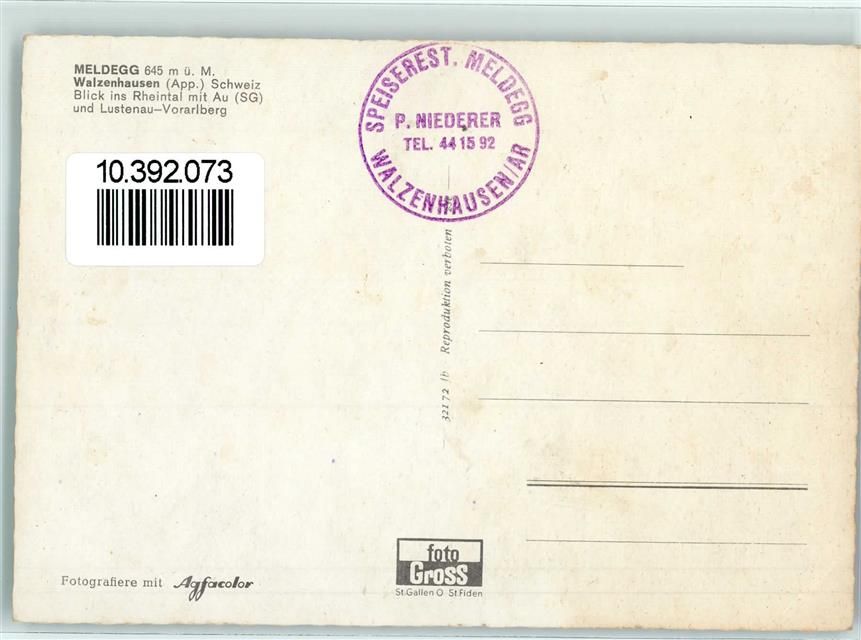 MELDEGG 645 m ü. M.
Walzenhausen (App.) Schweiz
Blick ins Rheintal mit Au (SG)
und Lustenau—Vorarlberg
10.392.073
SPEISEREST. MELDEGG
P. NIEDERER
TEL. 44 15 92
WALZENHAUSEN/AR
32172 lb Reproduktion verboten
Fotografiere mit Agfacolor
foto
Gross
St.Gallen O St.Fiden